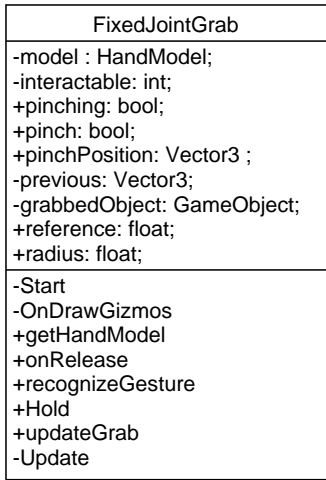 FixedJointGrab
-model : HandModel;
-interactable: int;
+pinching: bool;
+pinch: bool;
+pinchPosition: Vector3 ;
-previous: Vector3;
-grabbedObject: GameObject;
+reference: float;
+radius: float;
-Start
-OnDrawGizmos
+getHandModel
+onRelease
+recognizeGesture
+Hold
+updateGrab
-Update